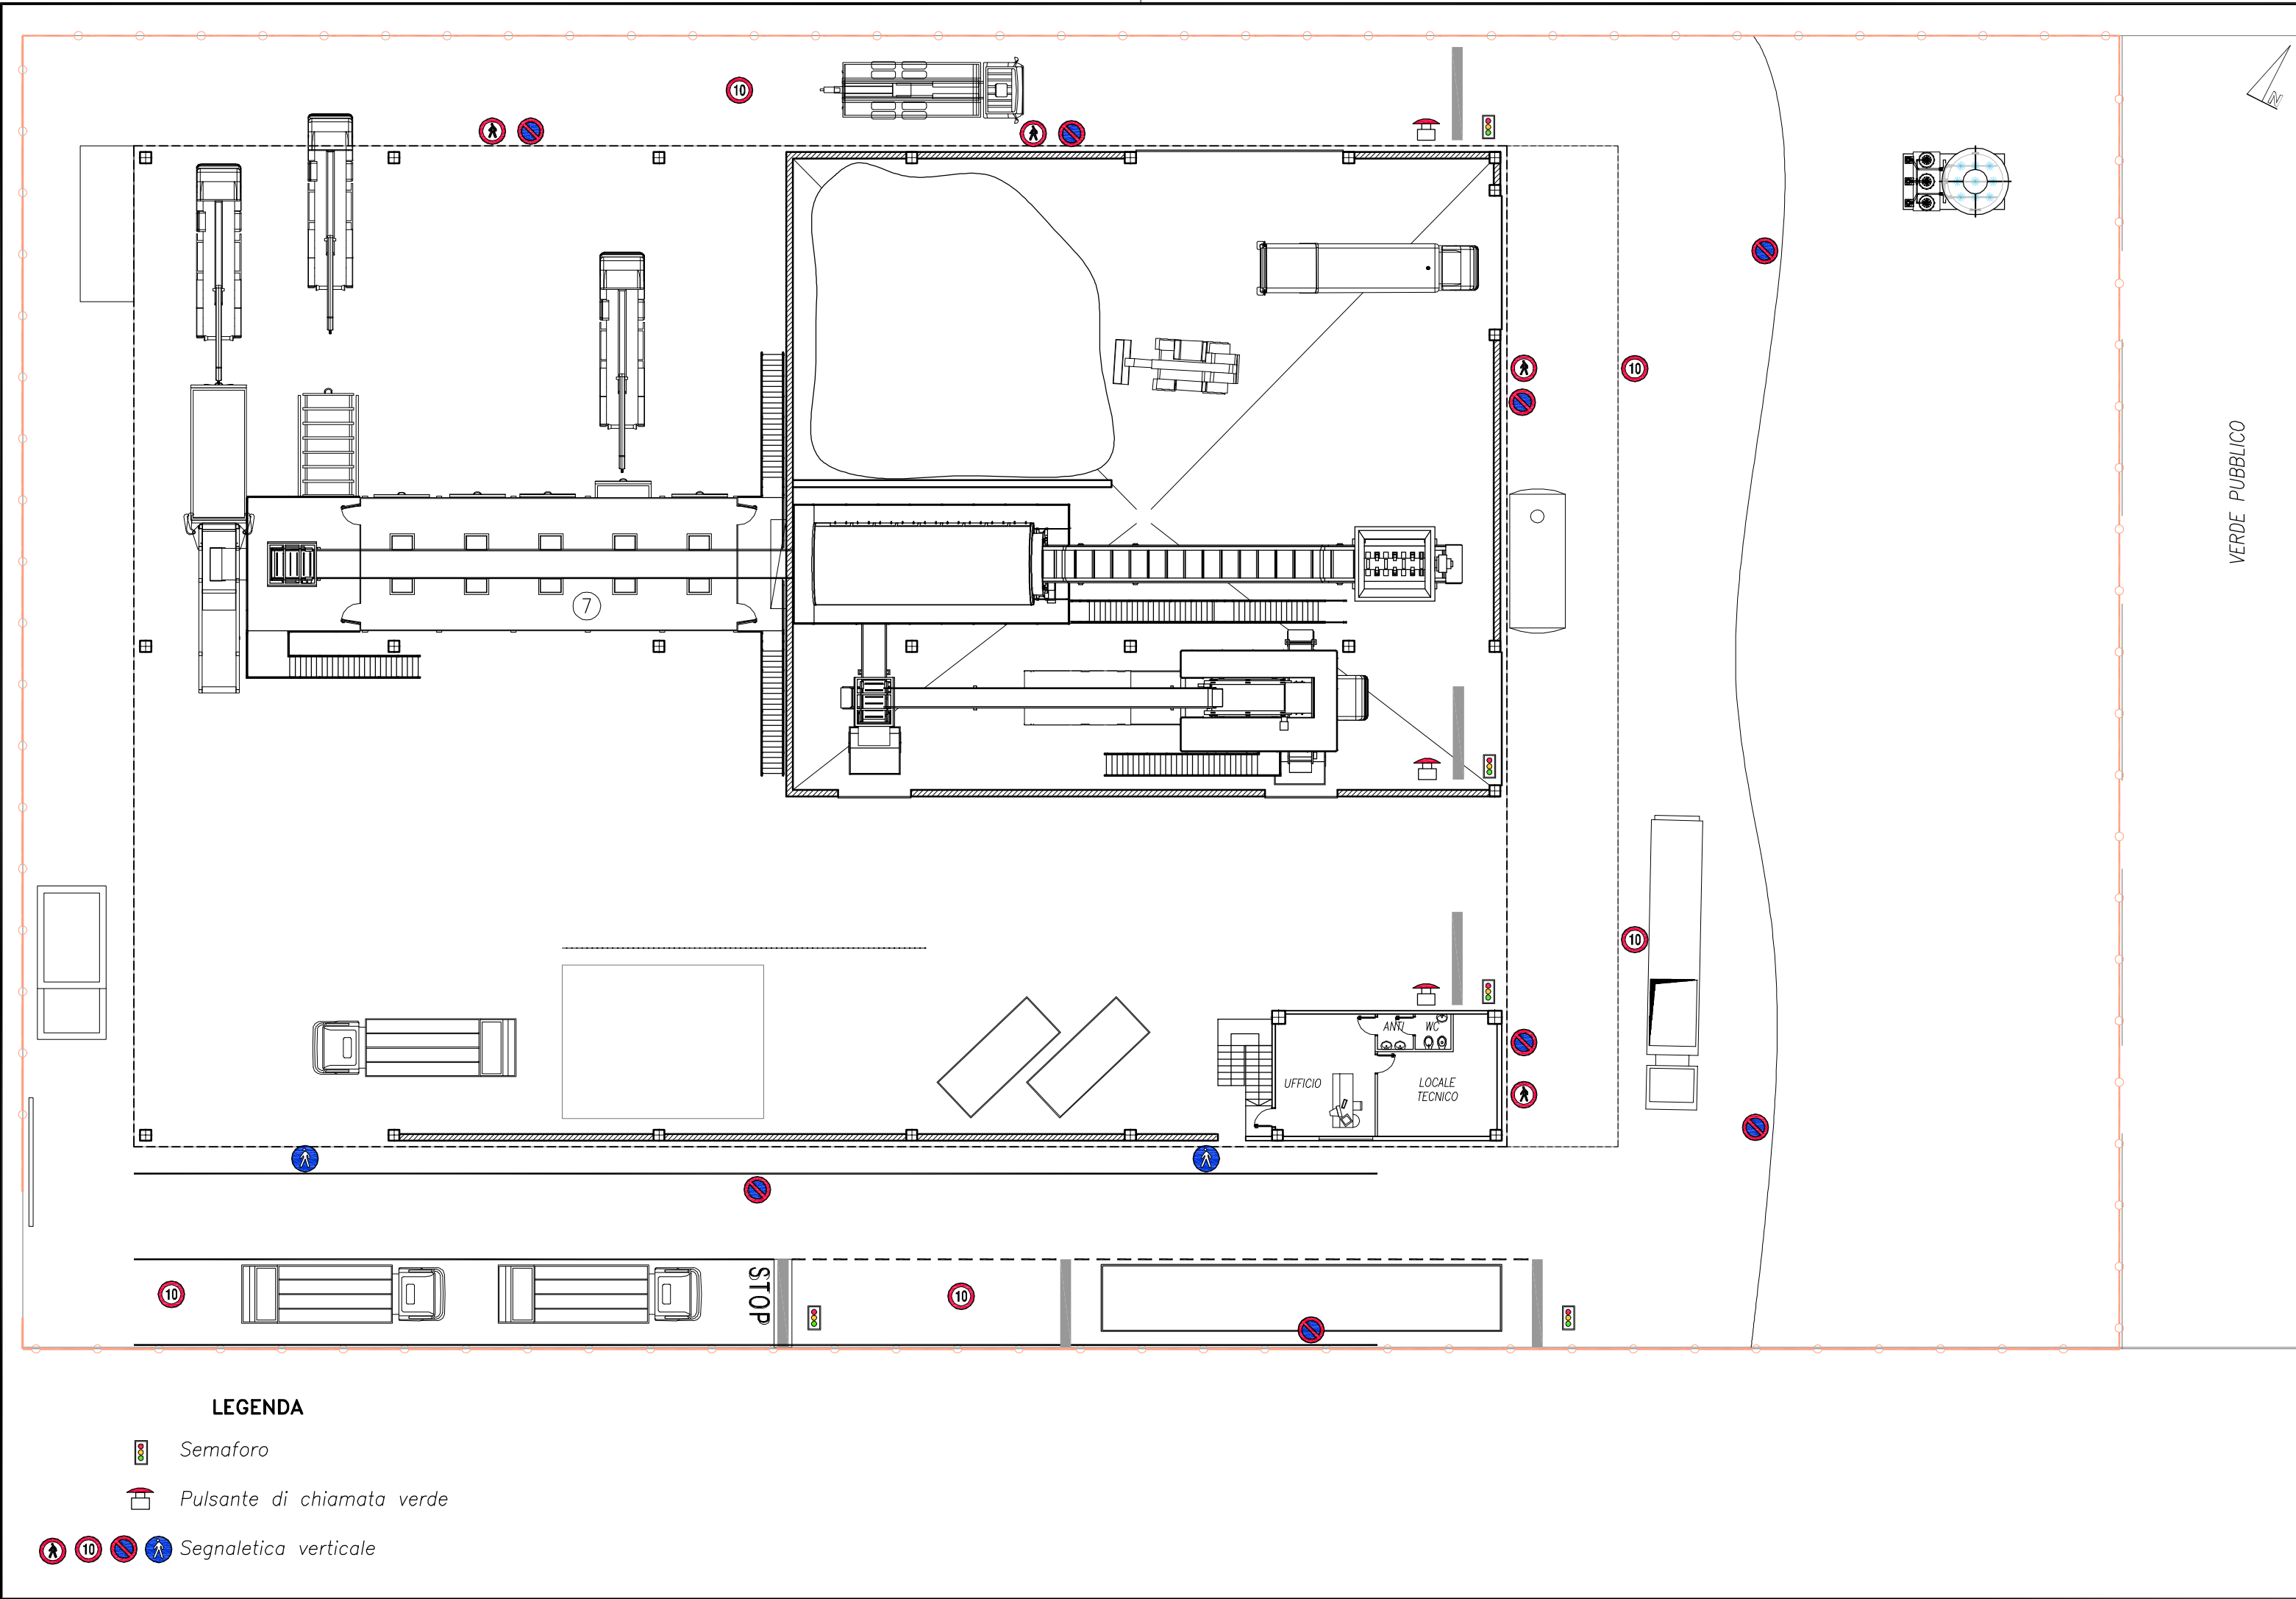 10
N
10
VERDE PUBBLICO
7
10
ANTI
WC
UFFICIO
LOCALE
TECNICO
10
10
STOP
10
LEGENDA
Semaforo
Pulsante di chiamata verde
10
Segnaletica verticale